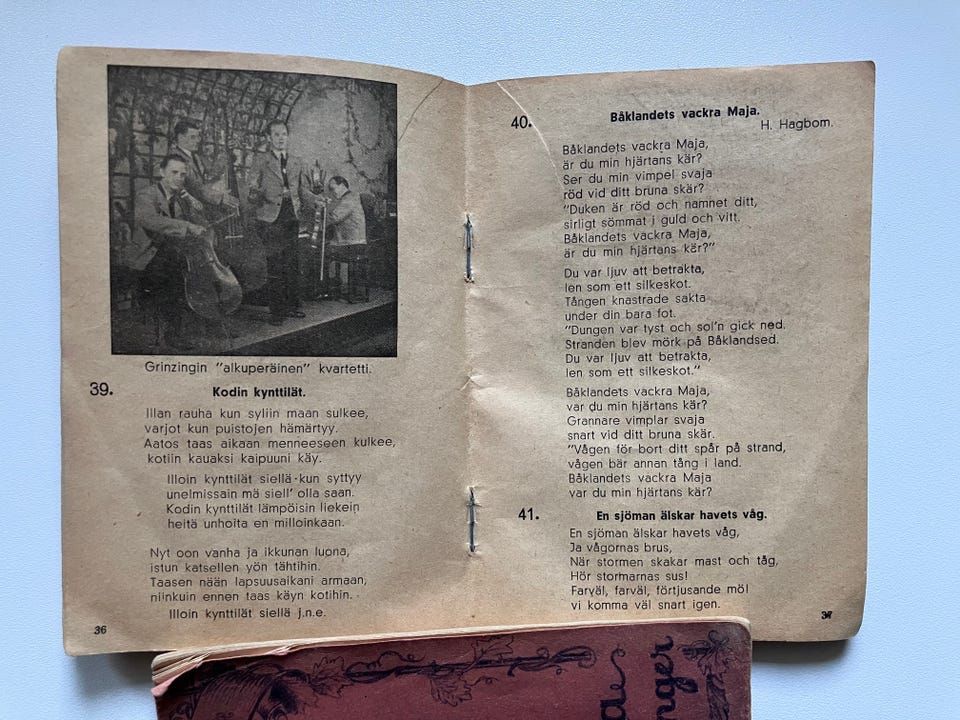 Grinzingin "alkuperäinen" kvartetti.
39. Kodin kynttilät.
Illan rauha kun syliin maan sulkee,
varjot kun puistojen hämärtyy.
Aatos taas aikaan menneeseen kulkee,
kotiin kauaksi kaipuuni käy.
Illoin kynttilät siellä kun syttyy
unelmissain mä siell' olla saan.
Kodin kynttilät lämpöisin liekein
heitä unhoita en milloinkaan.
Nyt oon vanha ja ikkunan luona,
istun katsellen yön tähtihin.
Taasen nään lapsuusaikani armaan,
niinkuin ennen taas käyn kotihin.
Illoin kynttilät siellä j.n.e.
36
40. Båklandets vackra Maja.
H. Hagbom.
Båklandets vackra Maja,
är du min hjärtans kär?
Ser du min vimpel svaja
röd vid ditt bruna skär?
"Duken är röd och namnet ditt,
sirligt sömmat i guld och vitt.
Båklandets vackra Maja,
är du min hjärtans kär?"
Du var ljuv att betrakta,
len som ett silkeskot.
Tången knastrade sakta
under din bara fot.
"Dungen var tyst och sol'n gick ned.
Stranden blev mörk på Båklandsed.
Du var ljuv att betrakta,
len som ett silkeskot."
Båklandets vackra Maja,
var du min hjärtans kär?
Grannare vimplar svaja
snart vid ditt bruna skär.
"Vågen för bort ditt spår på strand,
vågen bär annan tång i land.
Båklandets vackra Maja
var du min hjärtans kär?
41. En sjöman älskar havets våg.
En sjöman älskar havets våg,
Ja vågornas brus,
När stormen skakar mast och tåg,
Hör stormarnas sus!
Farväl, farväl, förtjusande möl
vi komma väl snart igen.
37